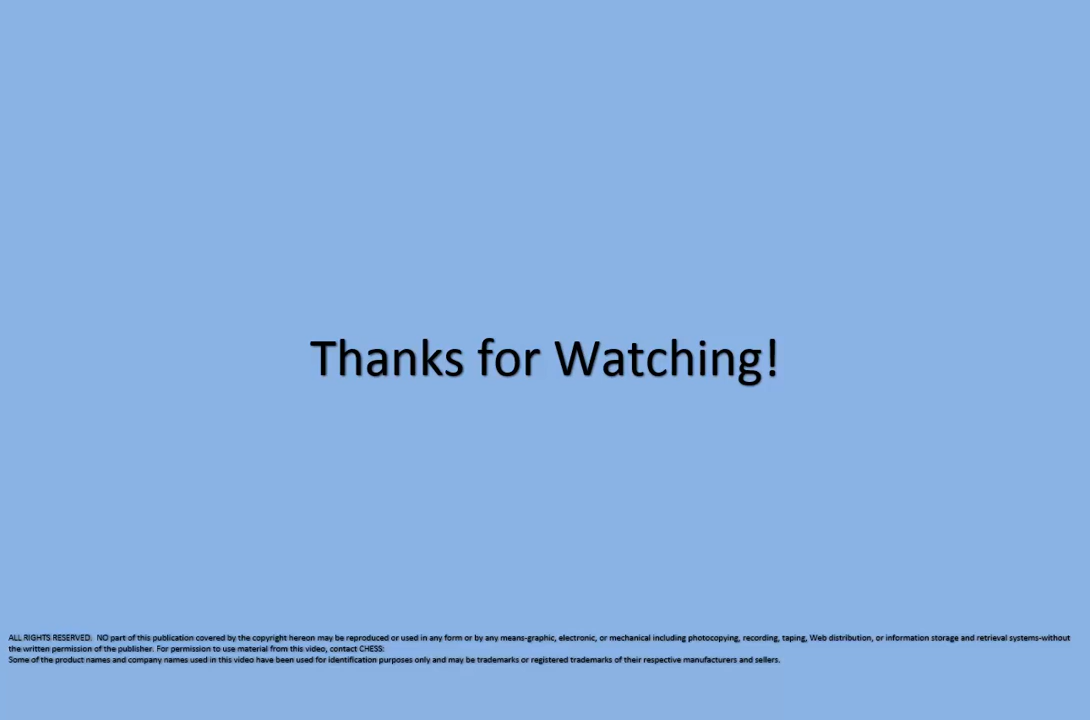 Thanks for Watching!
ALL RIGHTS RESERVED.  NO part of this publication covered by the copyright hereon may be reproduced or used in any form or by any means-graphic, electronic, or mechanical including photocopying, recording, taping, Web distribution, or information storage and retrieval systems-without
the written permission of the publisher. For permission to use material from this video, contact CHESS:
Some of the product names and company names used in this video have been used for identification purposes only and may be trademarks or registered trademarks of their respective manufacturers and sellers.